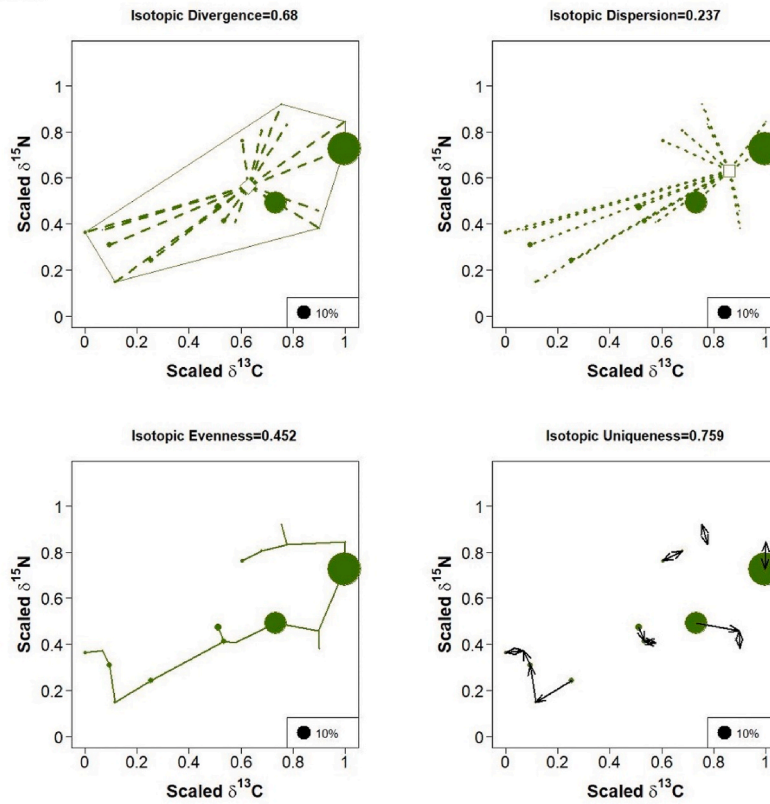 Isotopic Divergence=0.68
Scaled δ¹⁵N
1
0.8
0.6
0.4
0.2
0
10%
0 0.2 0.4 0.6 0.8 1
Scaled δ¹³C
Isotopic Dispersion=0.237
Scaled δ¹⁵N
1
0.8
0.6
0.4
0.2
0
10%
0 0.2 0.4 0.6 0.8 1
Scaled δ¹³C
Isotopic Evenness=0.452
Scaled δ¹⁵N
1
0.8
0.6
0.4
0.2
0
10%
0 0.2 0.4 0.6 0.8 1
Scaled δ¹³C
Isotopic Uniqueness=0.759
Scaled δ¹⁵N
1
0.8
0.6
0.4
0.2
0
10%
0 0.2 0.4 0.6 0.8 1
Scaled δ¹³C